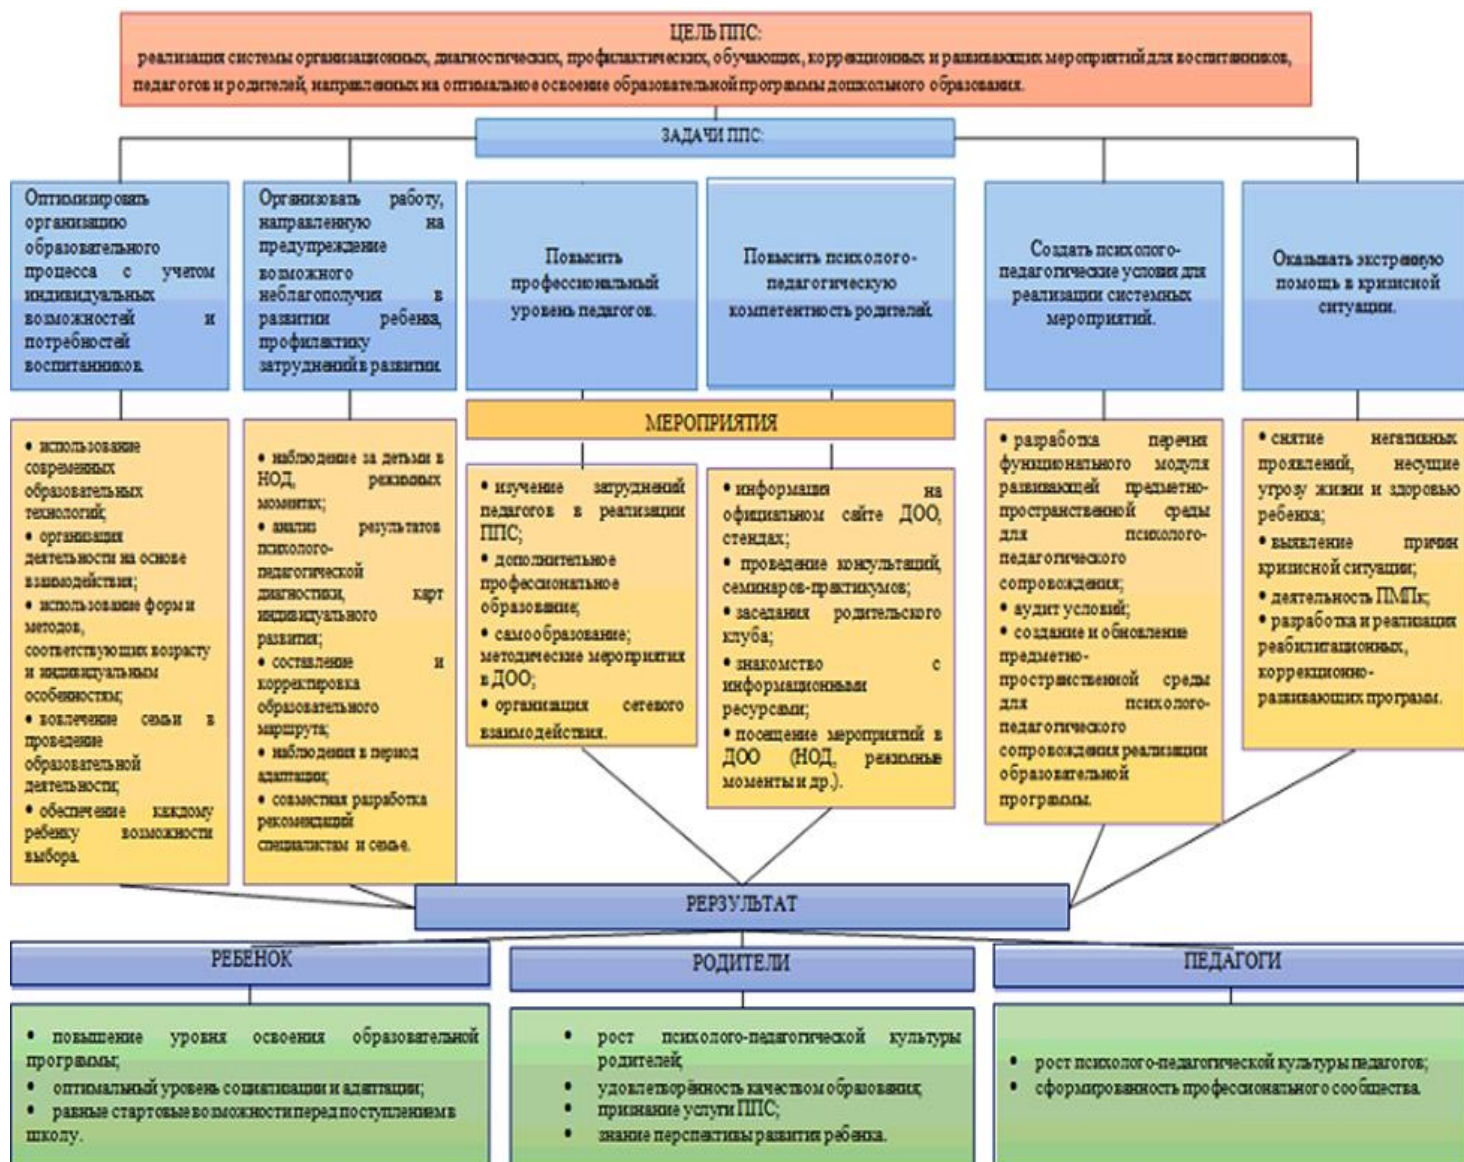 ЦЕЛЬ ППС:
реализация системы организационных, диагностических, профилактических, обучающих, коррекционных и развивающих мероприятий для воспитанников,
педагогов и родителей, направленных на оптимальное освоение образовательной программы дошкольного образования.
ЗАДАЧИ ППС:
Оптимизировать
организацию
образовательного
процесса с учетом
индивидуальных
возможностей и
потребностей
воспитанников.
Организовать работу,
направленную на
предупреждение
возможного
неблагополучия в
развитии ребенка,
профилактику
затруднений в развитии.
Повысить
профессиональный
уровень педагогов.
Повысить психолого-
педагогическую
компетентность родителей.
Создать психолого-
педагогические условия для
реализации системных
мероприятий.
Оказывать экстренную
помощь в кризисной
ситуации.
МЕРОПРИЯТИЯ
• использование
современных
образовательных
технологий;
• организация
деятельности на основе
взаимодействия;
• использование форм и
методов,
соответствующих возрасту
и индивидуальным
особенностям;
• вовлечение семьи в
проведение
образовательной
деятельности;
• обеспечение каждому
ребенку возможности
выбора.
• наблюдение за детьми в
НОД, режимных
моментах;
• анализ результатов
психолого-
педагогической
диагностики, карт
индивидуального
развития;
• составление и
корректировка
образовательного
маршрута;
• наблюдения в период
адаптации;
• совместная разработка
рекомендаций
специалистам и семье.
• изучение затруднений
педагогов в реализации
ППС;
• дополнительное
профессиональное
образование;
• самообразование;
методические мероприятия
в ДОО;
• организация сетевого
взаимодействия.
• информация на
официальном сайте ДОО,
стендах;
• проведение консультаций,
семинаров-практикумов;
• заседания родительского
клуба;
• знакомство с
информационными
ресурсами;
• посещение мероприятий в
ДОО (НОД, режимные
моменты и др.).
• разработка перечня
функционального модуля
развивающей предметно-
пространственной среды
для психолого-
педагогического
сопровождения;
• аудит условий;
• создание и обновление
предметно-
пространственной среды
для психолого-
педагогического
сопровождения реализации
образовательной
программы.
• снятие негативных
проявлений, несущие
угрозу жизни и здоровью
ребенка;
• выявление причин
кризисной ситуации;
• деятельность ПМПк;
• разработка и реализация
реабилитационных,
коррекционно-
развивающих программ.
РЕРЗУЛЬТАТ
РЕБЕНОК
РОДИТЕЛИ
ПЕДАГОГИ
• повышение уровня освоения образовательной
программы;
• оптимальный уровень социализации и адаптации;
• равные стартовые возможности перед поступлением в
школу.
• рост психолого-педагогической культуры
родителей;
• удовлетворённость качеством образования;
• признание услуги ППС;
• знание перспективы развития ребенка.
• рост психолого-педагогической культуры педагогов;
• сформированность профессионального сообщества.